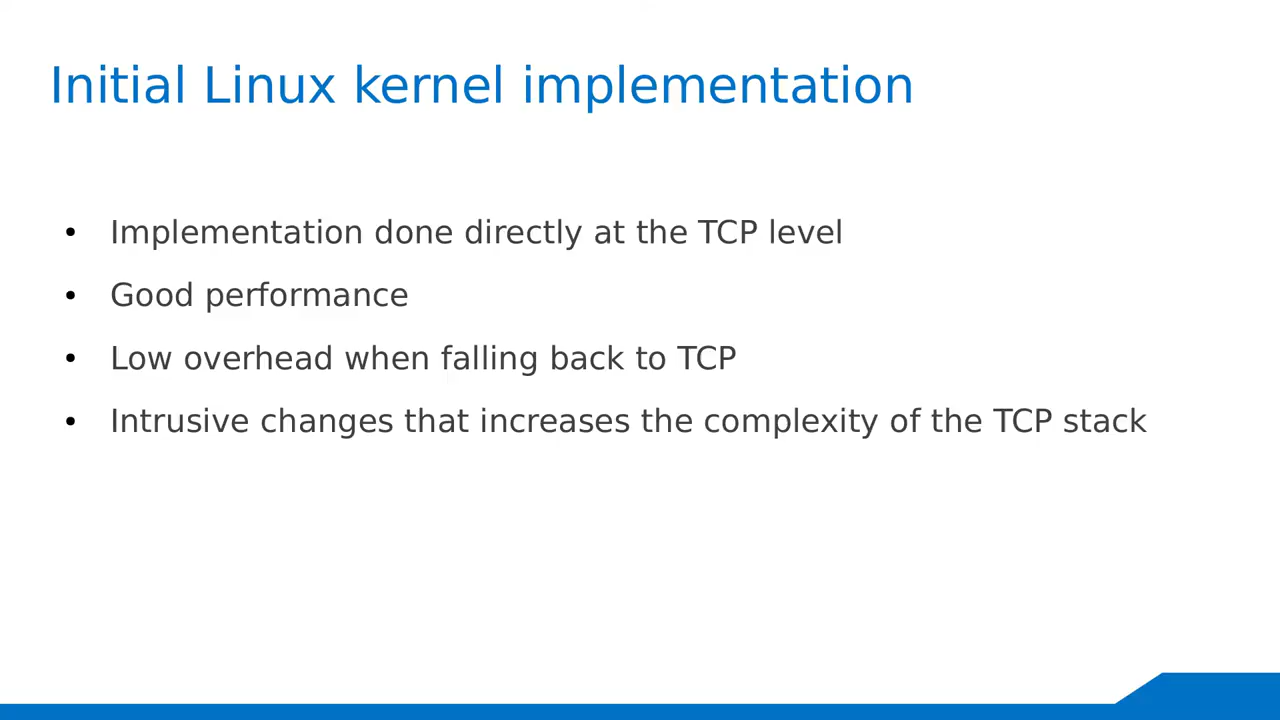 Initial Linux kernel implementation
• Implementation done directly at the TCP level
• Good performance
• Low overhead when falling back to TCP
• Intrusive changes that increases the complexity of the TCP stack